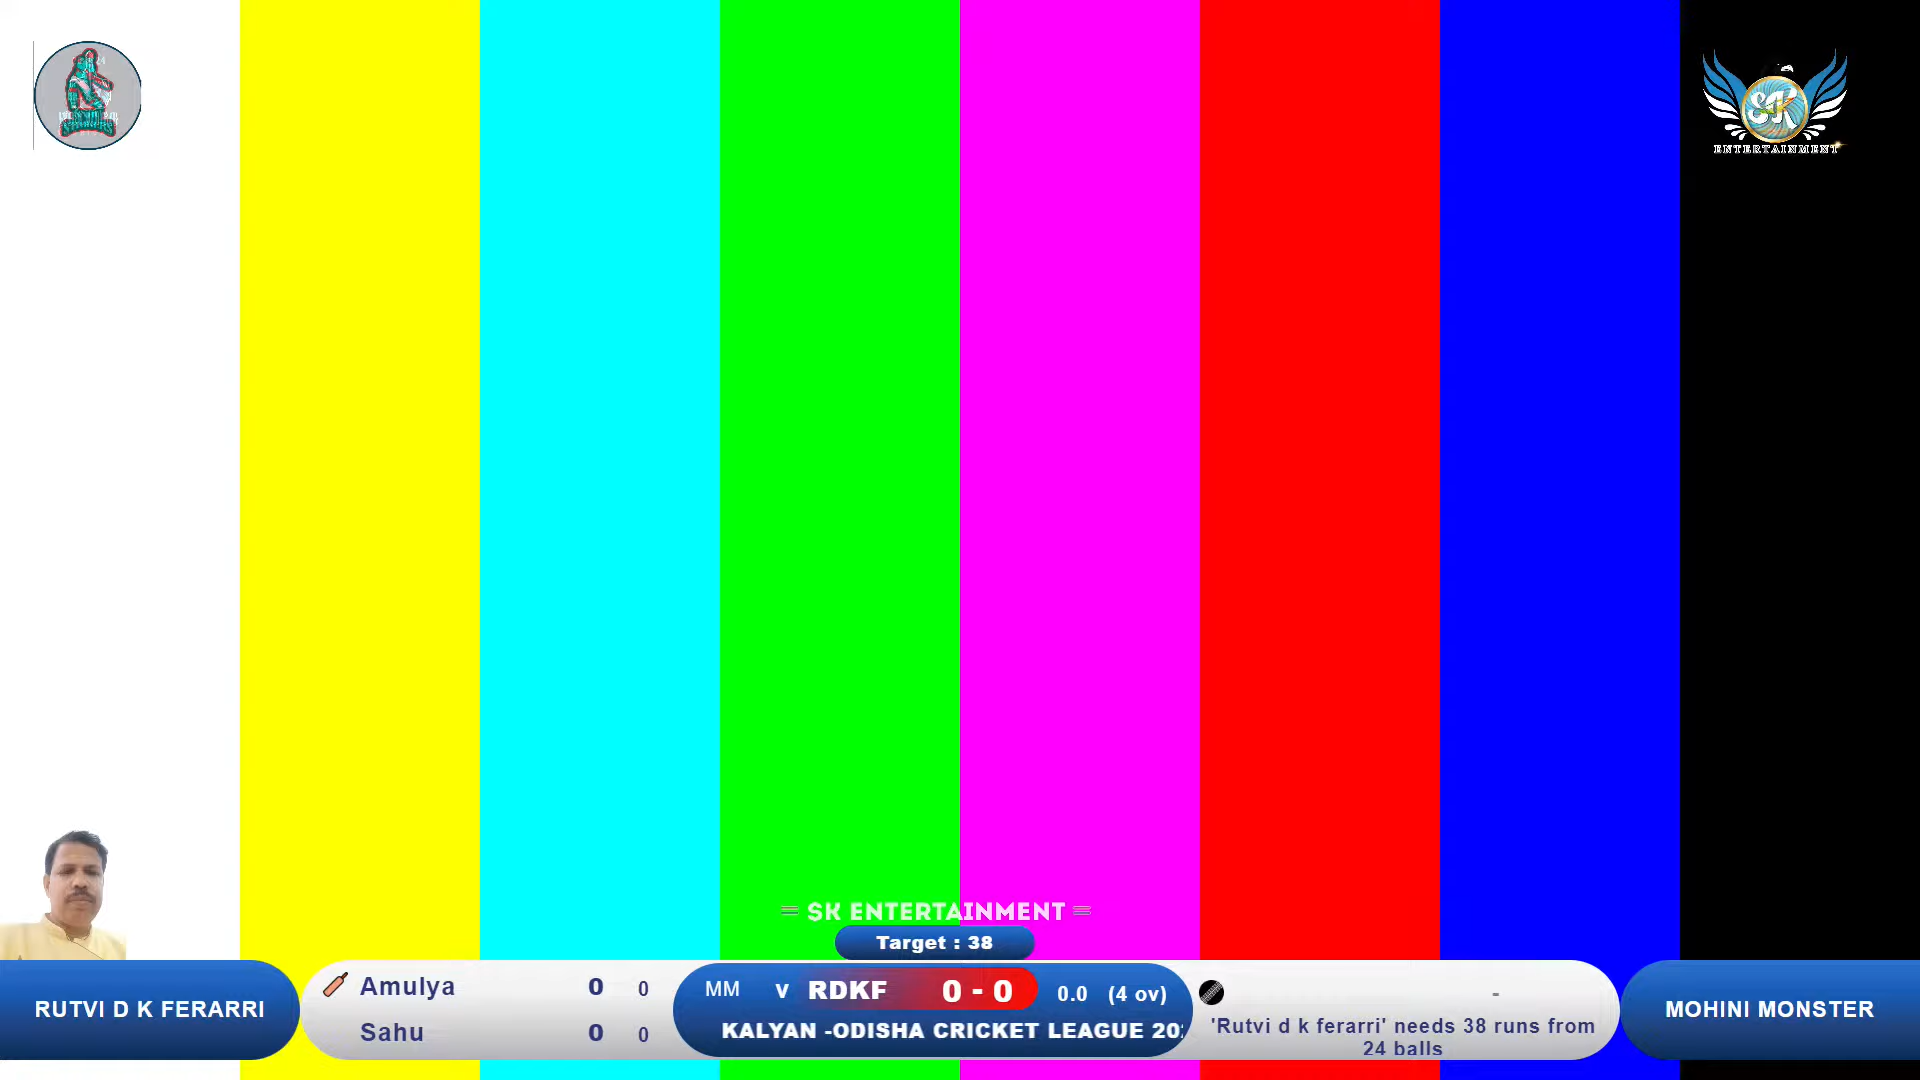 SK
ENTERTAINMENT
= SK ENTERTAINMENT =
Target : 38
RUTVI D K FERARRI
Amulya 0 0
Sahu 0 0
MM v RDKF 0 - 0 0.0 (4 ov)
KALYAN -ODISHA CRICKET LEAGUE 20
-
'Rutvi d k ferarri' needs 38 runs from
24 balls
MOHINI MONSTER